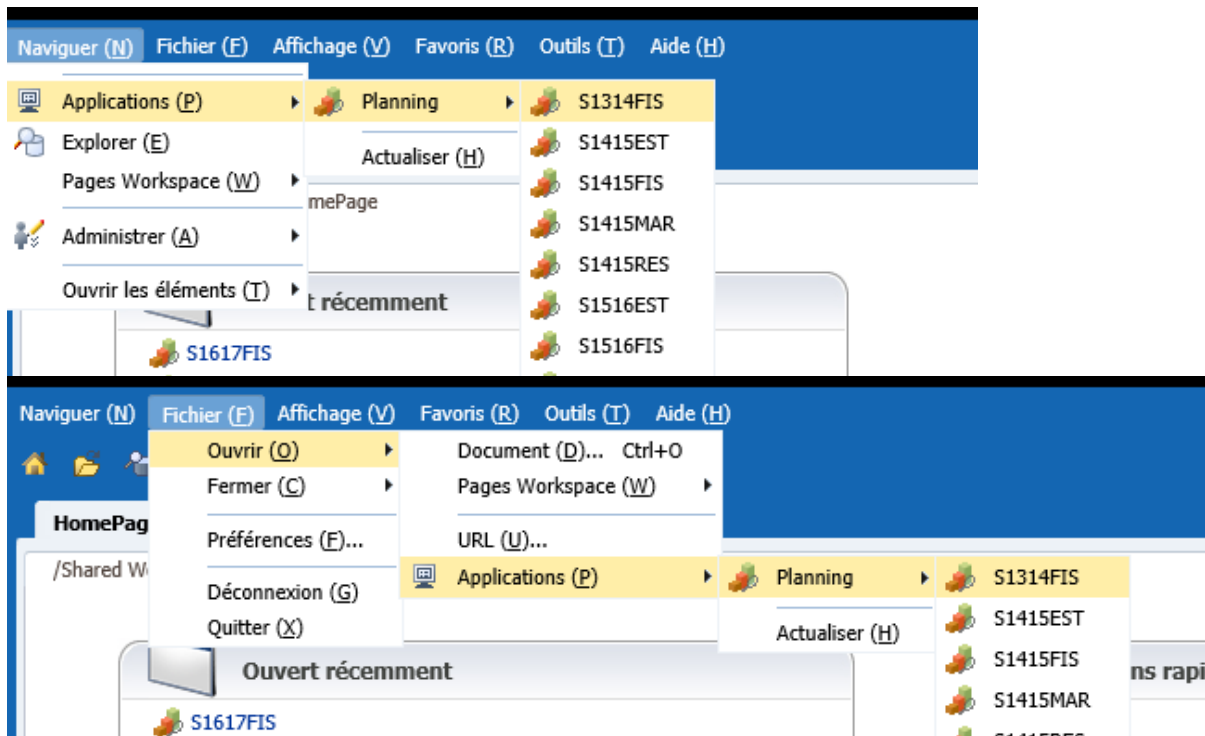 Naviguer (N) Fichier (F) Affichage (V) Favoris (R) Outils (T) Aide (H)
Applications (P) Planning S1314FIS
Explorer (E) S1415EST
Actualiser (H)
Pages Workspace (W) S1415FIS
mePage
S1415MAR
Administrer (A)
S1415RES
Ouvrir les éléments (T) t récemment S1516EST
S1617FIS S1516FIS
Naviguer (N) Fichier (F) Affichage (V) Favoris (R) Outils (T) Aide (H)
Ouvrir (O) Document (D)... Ctrl+O
Fermer (C) Pages Workspace (W)
HomePag
Préférences (F)... URL (U)...
/Shared W
Applications (P) Planning S1314FIS
Déconnexion (G)
Quitter (X) S1415EST
Actualiser (H)
Ouvert récemment S1415FIS ns rapi
S1415MAR
S1617FIS